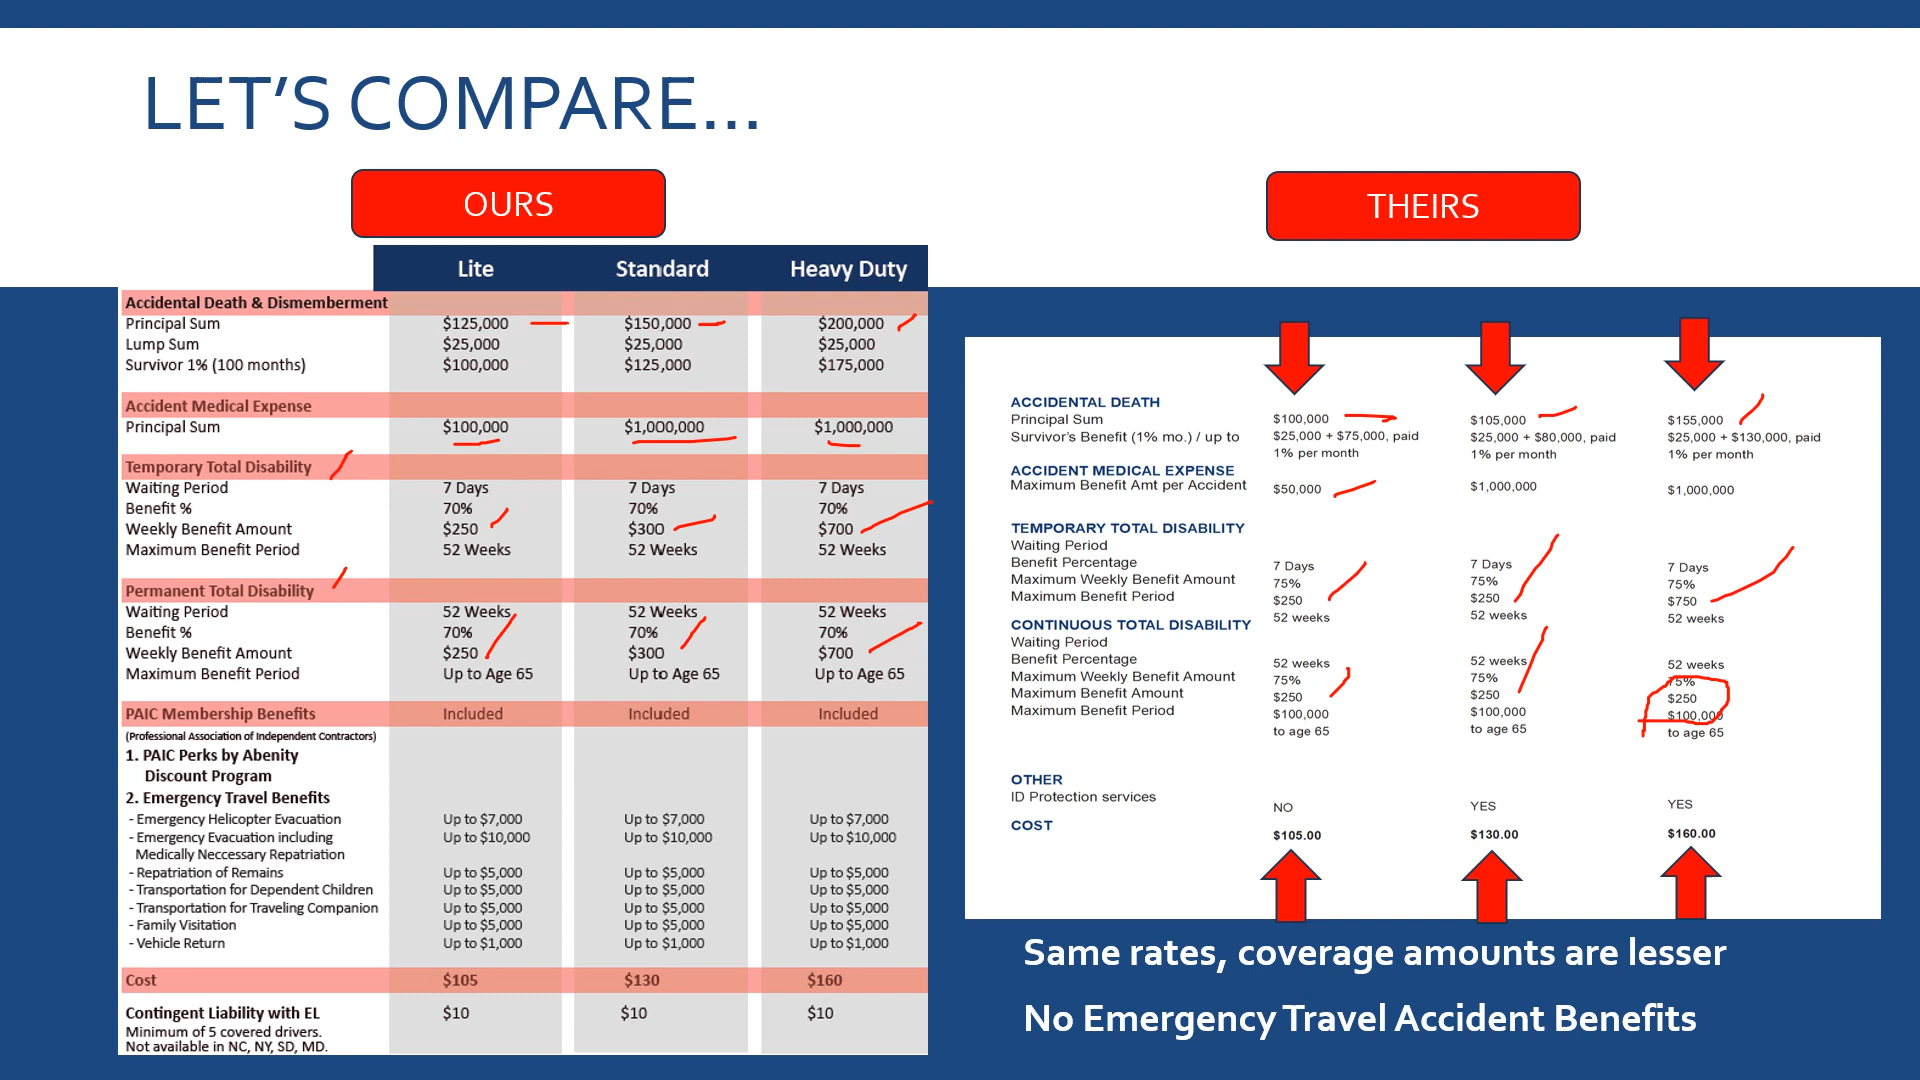 LET'S COMPARE...
OURS
THEIRS
Lite Standard Heavy Duty
Accidental Death & Dismemberment
Principal Sum $125,000 $150,000 $200,000
Lump Sum $25,000 $25,000 $25,000
Survivor 1% (100 months) $100,000 $125,000 $175,000
Accident Medical Expense
Principal Sum $100,000 $1,000,000 $1,000,000
Temporary Total Disability
Waiting Period 7 Days 7 Days 7 Days
Benefit % 70% 70% 70%
Weekly Benefit Amount $250 $300 $700
Maximum Benefit Period 52 Weeks 52 Weeks 52 Weeks
Permanent Total Disability
Waiting Period 52 Weeks 52 Weeks 52 Weeks
Benefit % 70% 70% 70%
Weekly Benefit Amount $250 $300 $700
Maximum Benefit Period Up to Age 65 Up to Age 65 Up to Age 65
PAIC Membership Benefits Included Included Included
(Professional Association of Independent Contractors)
1. PAIC Perks by Abenity
Discount Program
2. Emergency Travel Benefits
- Emergency Helicopter Evacuation Up to $7,000 Up to $7,000 Up to $7,000
- Emergency Evacuation including Up to $10,000 Up to $10,000 Up to $10,000
Medically Neccessary Repatriation
- Repatriation of Remains Up to $5,000 Up to $5,000 Up to $5,000
- Transportation for Dependent Children Up to $5,000 Up to $5,000 Up to $5,000
- Transportation for Traveling Companion Up to $5,000 Up to $5,000 Up to $5,000
- Family Visitation Up to $5,000 Up to $5,000 Up to $5,000
- Vehicle Return Up to $1,000 Up to $1,000 Up to $1,000
Cost $105 $130 $160
Contingent Liability with EL $10 $10 $10
Minimum of 5 covered drivers.
Not available in NC, NY, SD, MD.
ACCIDENTAL DEATH
Principal Sum $100,000 $105,000 $155,000
Survivor's Benefit (1% mo.) / up to $25,000 + $75,000, paid $25,000 + $80,000, paid $25,000 + $130,000, paid
1% per month 1% per month 1% per month
ACCIDENT MEDICAL EXPENSE
Maximum Benefit Amt per Accident $50,000 $1,000,000 $1,000,000
TEMPORARY TOTAL DISABILITY
Waiting Period 7 Days 7 Days 7 Days
Benefit Percentage 75% 75% 75%
Maximum Weekly Benefit Amount $250 $250 $750
Maximum Benefit Period 52 weeks 52 weeks 52 weeks
CONTINUOUS TOTAL DISABILITY
Waiting Period 52 weeks 52 weeks 52 weeks
Benefit Percentage 75% 75% 75%
Maximum Weekly Benefit Amount $250 $250 $250
Maximum Benefit Amount $100,000 $100,000 $100,000
Maximum Benefit Period to age 65 to age 65 to age 65
OTHER
ID Protection services NO YES YES
COST $105.00 $130.00 $160.00
Same rates, coverage amounts are lesser
No Emergency Travel Accident Benefits